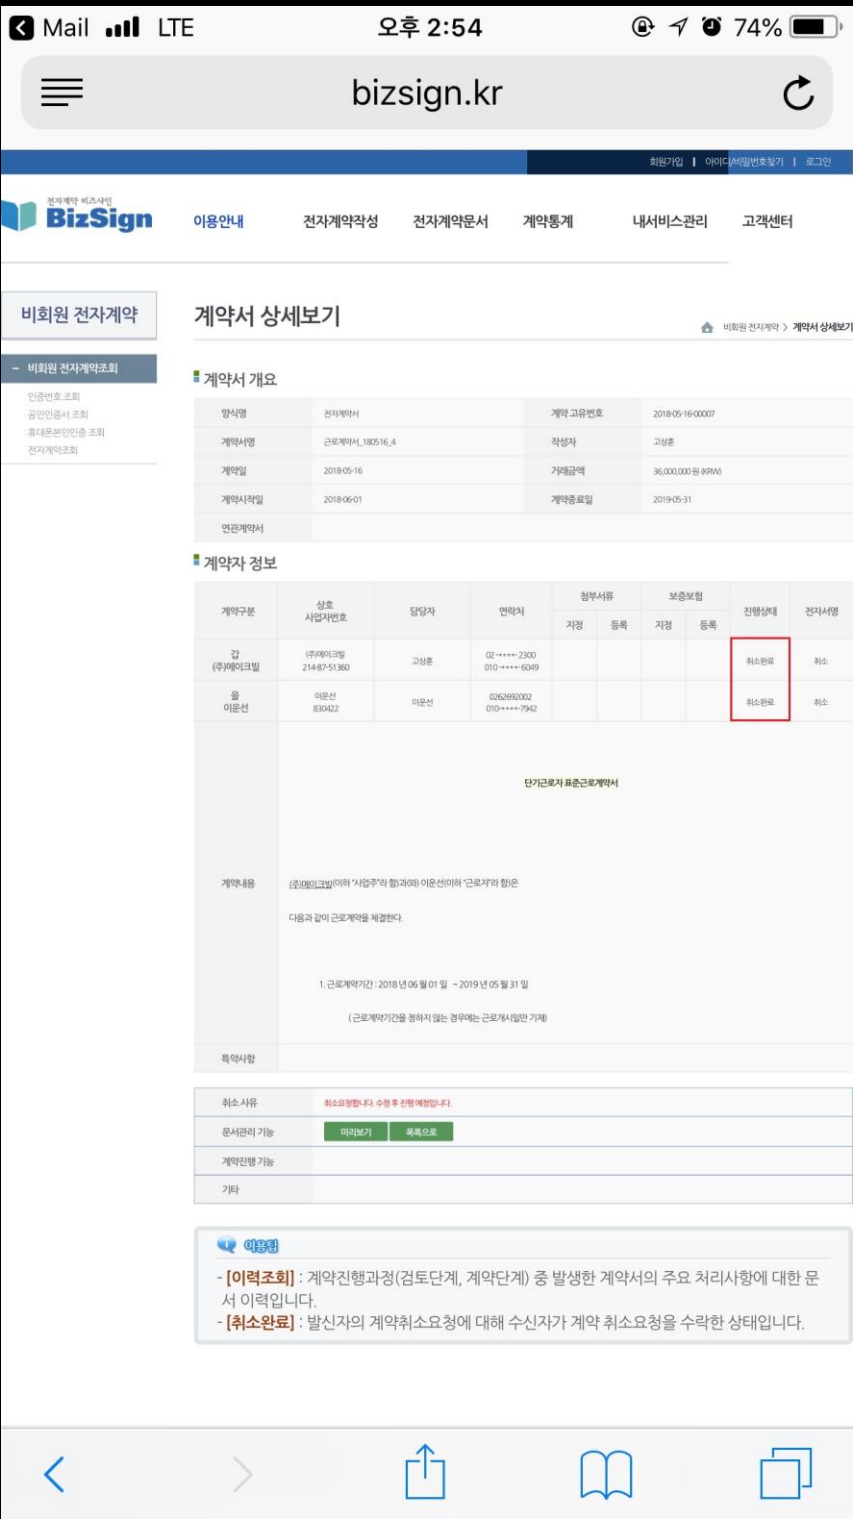 Mail LTE 오후 2:54 74%
bizsign.kr
회원가입 | 아이디/비밀번호찾기 | 로그인
전자계약 비즈사인
BizSign
이용안내 전자계약작성 전자계약문서 계약통계 내서비스관리 고객센터
비회원 전자계약
- 비회원 전자계약조회
인증번호 조회
공인인증서 조회
휴대폰본인인증 조회
전자계약조회
계약서 상세보기
비회원 전자계약 > 계약서 상세보기
계약서 개요
양식명 전자계약서 계약 고유번호 2018-05-16-00007
계약서명 근로계약서_180516_4 작성자 고상훈
계약일 2018-05-16 거래금액 36,000,000 원 (KRW)
계약시작일 2018-06-01 계약종료일 2019-05-31
연관계약서
계약자 정보
계약구분 상호 사업자번호 담당자 연락처 첨부서류 보증보험 진행상태 전자서명
지정 등록 지정 등록
갑 (주)메이크빌 고상훈 02-****-2300 취소완료 취소
(주)메이크빌 214-87-51360 010-****-6049
을 이운선 이운선 0262692002 취소완료 취소
이운선 830422 010-****-7942
단기근로자 표준근로계약서
계약내용
(주)메이크빌(이하 "사업주"라 함)과(와) 이운선(이하 "근로자"라 함)은
다음과 같이 근로계약을 체결한다.
1. 근로계약기간 : 2018 년 06 월 01 일 ~ 2019 년 05 월 31 일
( 근로계약기간을 정하지 않는 경우에는 근로개시일만 기재)
특약사항
취소 사유 취소요청합니다. 수정 후 진행 예정입니다.
문서관리 기능 미리보기 목록으로
계약진행 기능
기타
이용팁
- [이력조회] : 계약진행과정(검토단계, 계약단계) 중 발생한 계약서의 주요 처리사항에 대한 문
서 이력입니다.
- [취소완료] : 발신자의 계약취소요청에 대해 수신자가 계약 취소요청을 수락한 상태입니다.